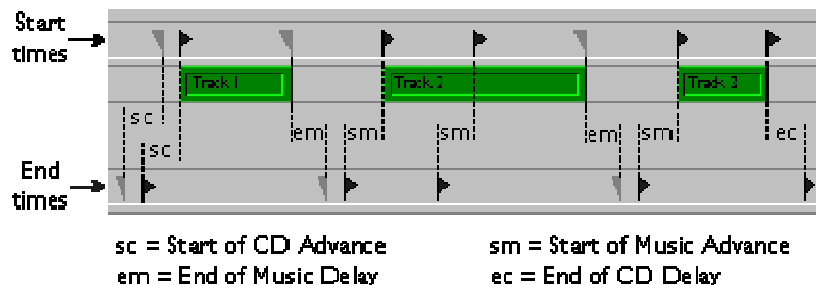 Start
times
Track 1
Track 2
Track 3
sc
sc
em
sm
sm
em
sm
ec
End
times
sc = Start of CD Advance
sm = Start of Music Advance
em = End of Music Delay
ec = End of CD Delay